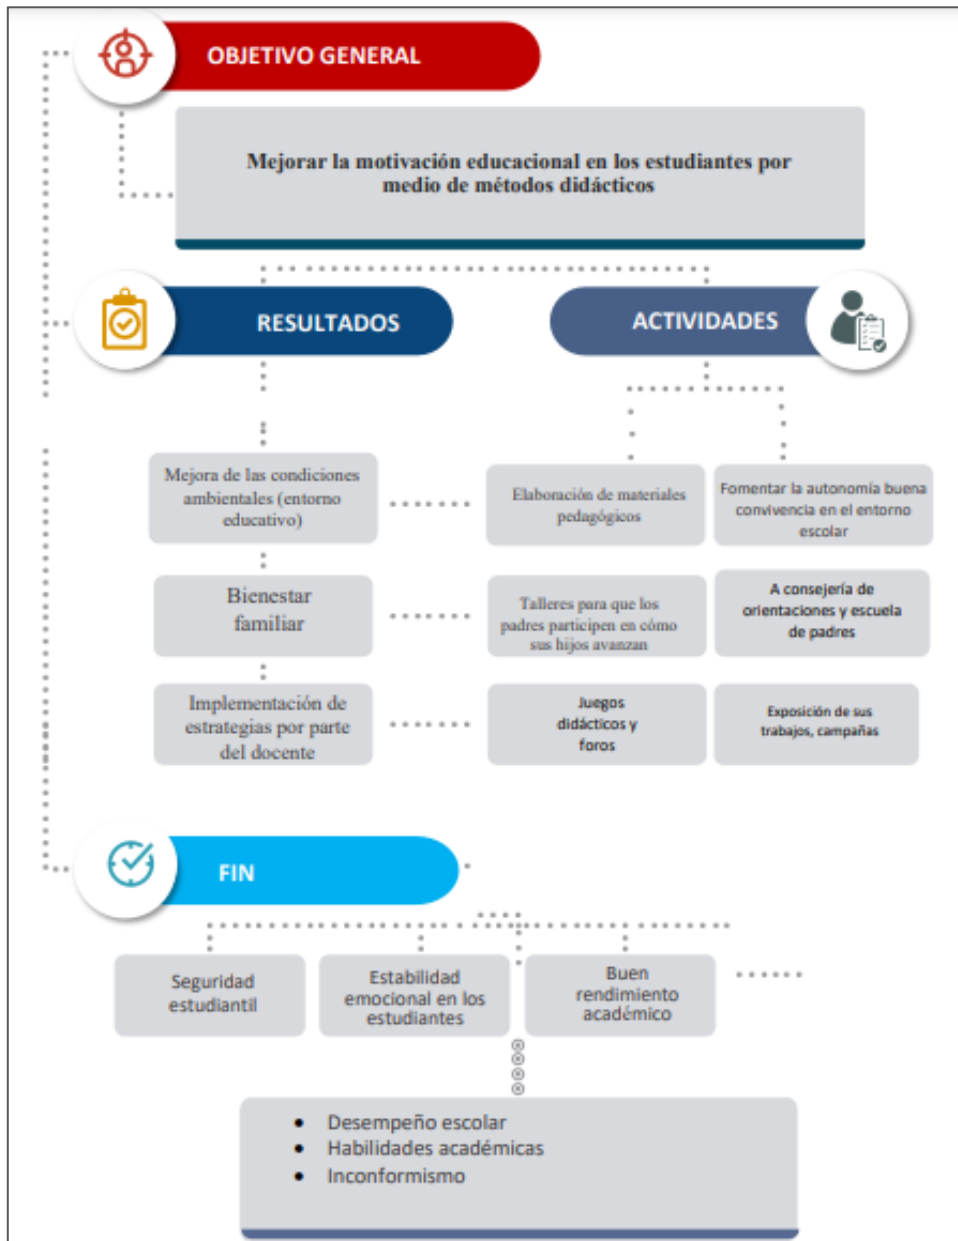 OBJETIVO GENERAL
Mejorar la motivación educacional en los estudiantes por
medio de métodos didácticos
RESULTADOS
ACTIVIDADES
Mejora de las condiciones
ambientales (entorno
educativo)
Elaboración de materiales
pedagógicos
Fomentar la autonomía buena
convivencia en el entorno
escolar
Bienestar
familiar
Talleres para que los
padres participen en cómo
sus hijos avanzan
A consejería de
orientaciones y escuela
de padres
Implementación de
estrategias por parte
del docente
Juegos
didácticos y
foros
Exposición de sus
trabajos, campañas
FIN
Seguridad
estudiantil
Estabilidad
emocional en los
estudiantes
Buen
rendimiento
académico
• Desempeño escolar
• Habilidades académicas
• Inconformismo